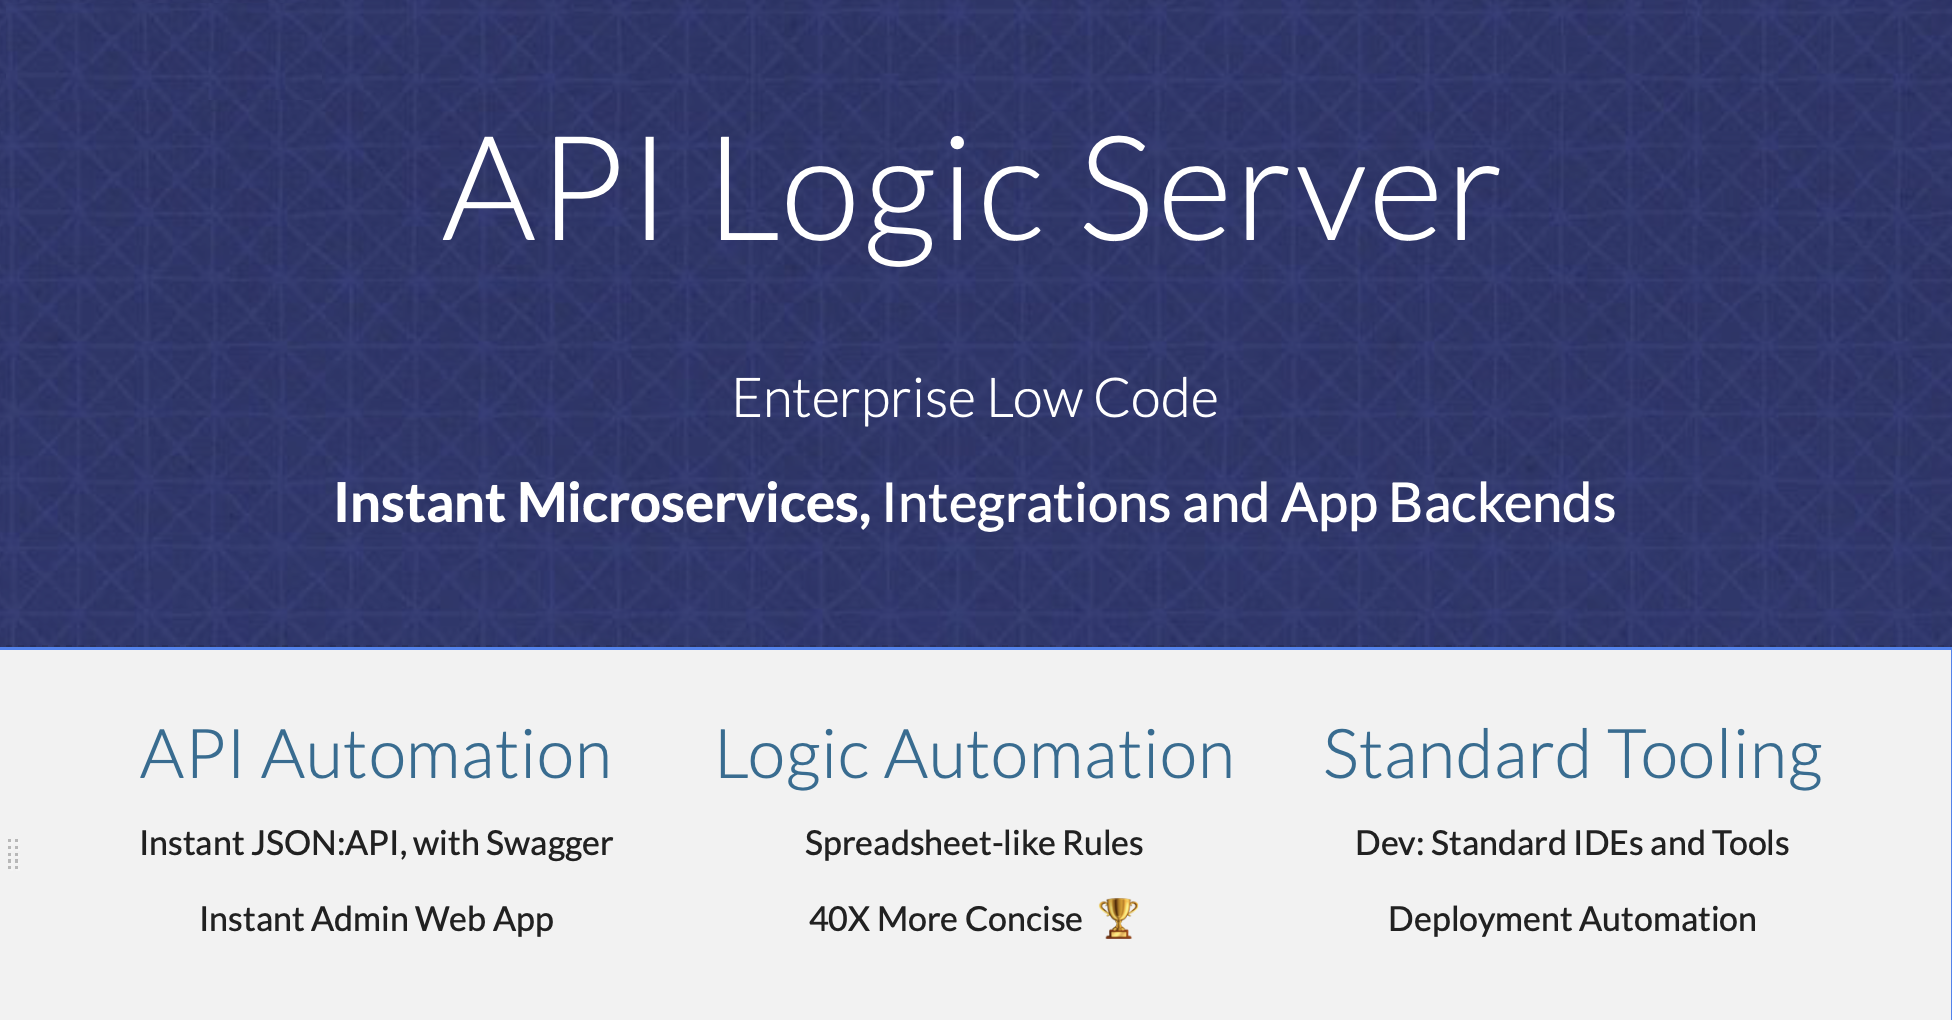 API Logic Server
Enterprise Low Code
Instant Microservices, Integrations and App Backends
API Automation
Instant JSON:API, with Swagger
Instant Admin Web App
Logic Automation
Spreadsheet-like Rules
40X More Concise 🏆
Standard Tooling
Dev: Standard IDEs and Tools
Deployment Automation